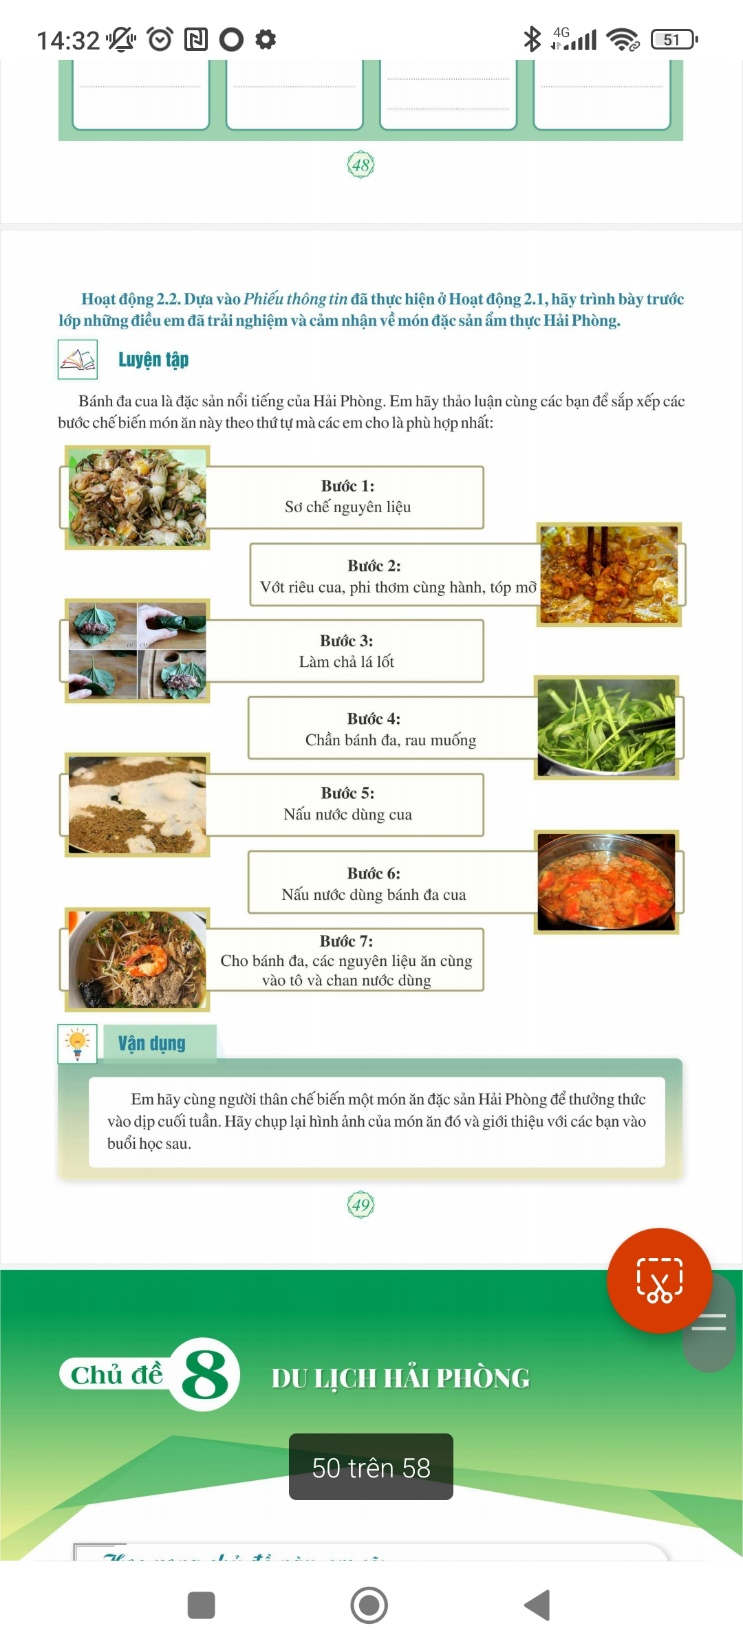 14:32
4G
51
48
Hoạt động 2.2. Dựa vào Phiếu thông tin đã thực hiện ở Hoạt động 2.1, hãy trình bày trước
lớp những điều em đã trải nghiệm và cảm nhận về món đặc sản ẩm thực Hải Phòng.
Luyện tập
Bánh đa cua là đặc sản nổi tiếng của Hải Phòng. Em hãy thảo luận cùng các bạn để sắp xếp các
bước chế biến món ăn này theo thứ tự mà các em cho là phù hợp nhất:
Bước 1:
Sơ chế nguyên liệu
Bước 2:
Vớt riêu cua, phi thơm cùng hành, tóp mỡ
Bước 3:
Làm chả lá lốt
Bước 4:
Chần bánh đa, rau muống
Bước 5:
Nấu nước dùng cua
Bước 6:
Nấu nước dùng bánh đa cua
Bước 7:
Cho bánh đa, các nguyên liệu ăn cùng
vào tô và chan nước dùng
Vận dụng
Em hãy cùng người thân chế biến một món ăn đặc sản Hải Phòng để thưởng thức
vào dịp cuối tuần. Hãy chụp lại hình ảnh của món ăn đó và giới thiệu với các bạn vào
buổi học sau.
49
Chủ đề 8
DU LỊCH HẢI PHÒNG
50 trên 58